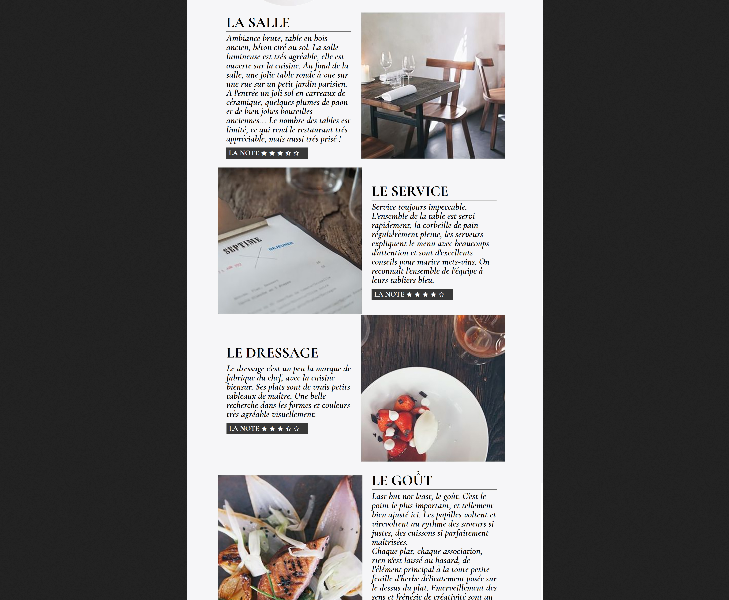 LA SALLE
Ambiance brute, table en bois
ancien, béton ciré au sol. La salle
lumineuse est très agréable, elle est
ouverte sur la cuisine. Au fond de la
salle, une jolie table ronde à vue sur
une rue sur un petit jardin parisien.
A l'entrée un joli sol en carreaux de
céramique, quelques plumes de paon
et de bien jolies bouteilles
anciennes... Le nombre des tables est
limité, ce qui rend le restaurant très
appréciable, mais aussi très prisé !
LA NOTE
SEPTIME
LE SERVICE
Service toujours impeccable.
L'ensemble de la table est servi
rapidement, la corbeille de pain
régulièrement pleine, les serveurs
expliquent le menu avec beaucoups
d'attention et sont d'excellents
conseils pour marier mets-vins. On
reconnaît l'ensemble de l'équipe à
leurs tabliers bleu.
LA NOTE
LE DRESSAGE
Le dressage c'est un peu la marque de
fabrique du chef, avec la cuisine
biensur. Ses plats sont de vrais petits
tableaux de maître. Une belle
recherche dans les formes et couleurs
très agréable visuellement.
LA NOTE
LE GOÛT
Last but not least, le goût. C'est le
point le plus important, et tellement
bien ajusté ici. Les papilles voltent et
virevoltent au rythme des saveurs si
justes, des cuissons si parfaitement
maîtrisées.
Chaque plat, chaque association,
rien n'est laissé au hasard, de
l'élément principal à la toute petite
feuille d'herbe délicatement posée sur
le dessus du plat. Emerveillement des
sens et frénésie de créativité sont au